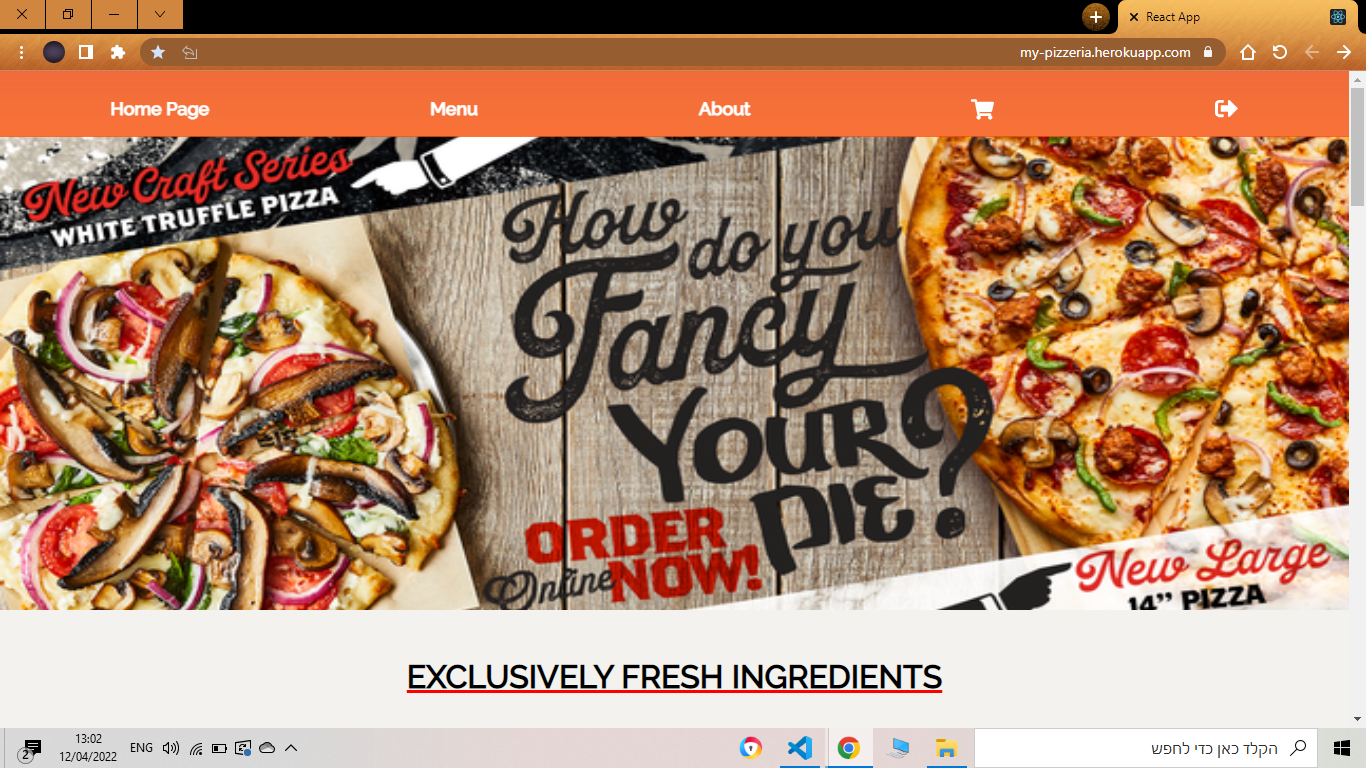 React App
my-pizzeria.herokuapp.com
Home Page
Menu
About
New Craft Series
WHITE TRUFFLE PIZZA
How do you
Fancy
YOUR
PIE?
ORDER
Online NOW!
New Large
14” PIZZA
EXCLUSIVELY FRESH INGREDIENTS
2
13:02
12/04/2022
ENG
הקלד כאן כדי לחפש